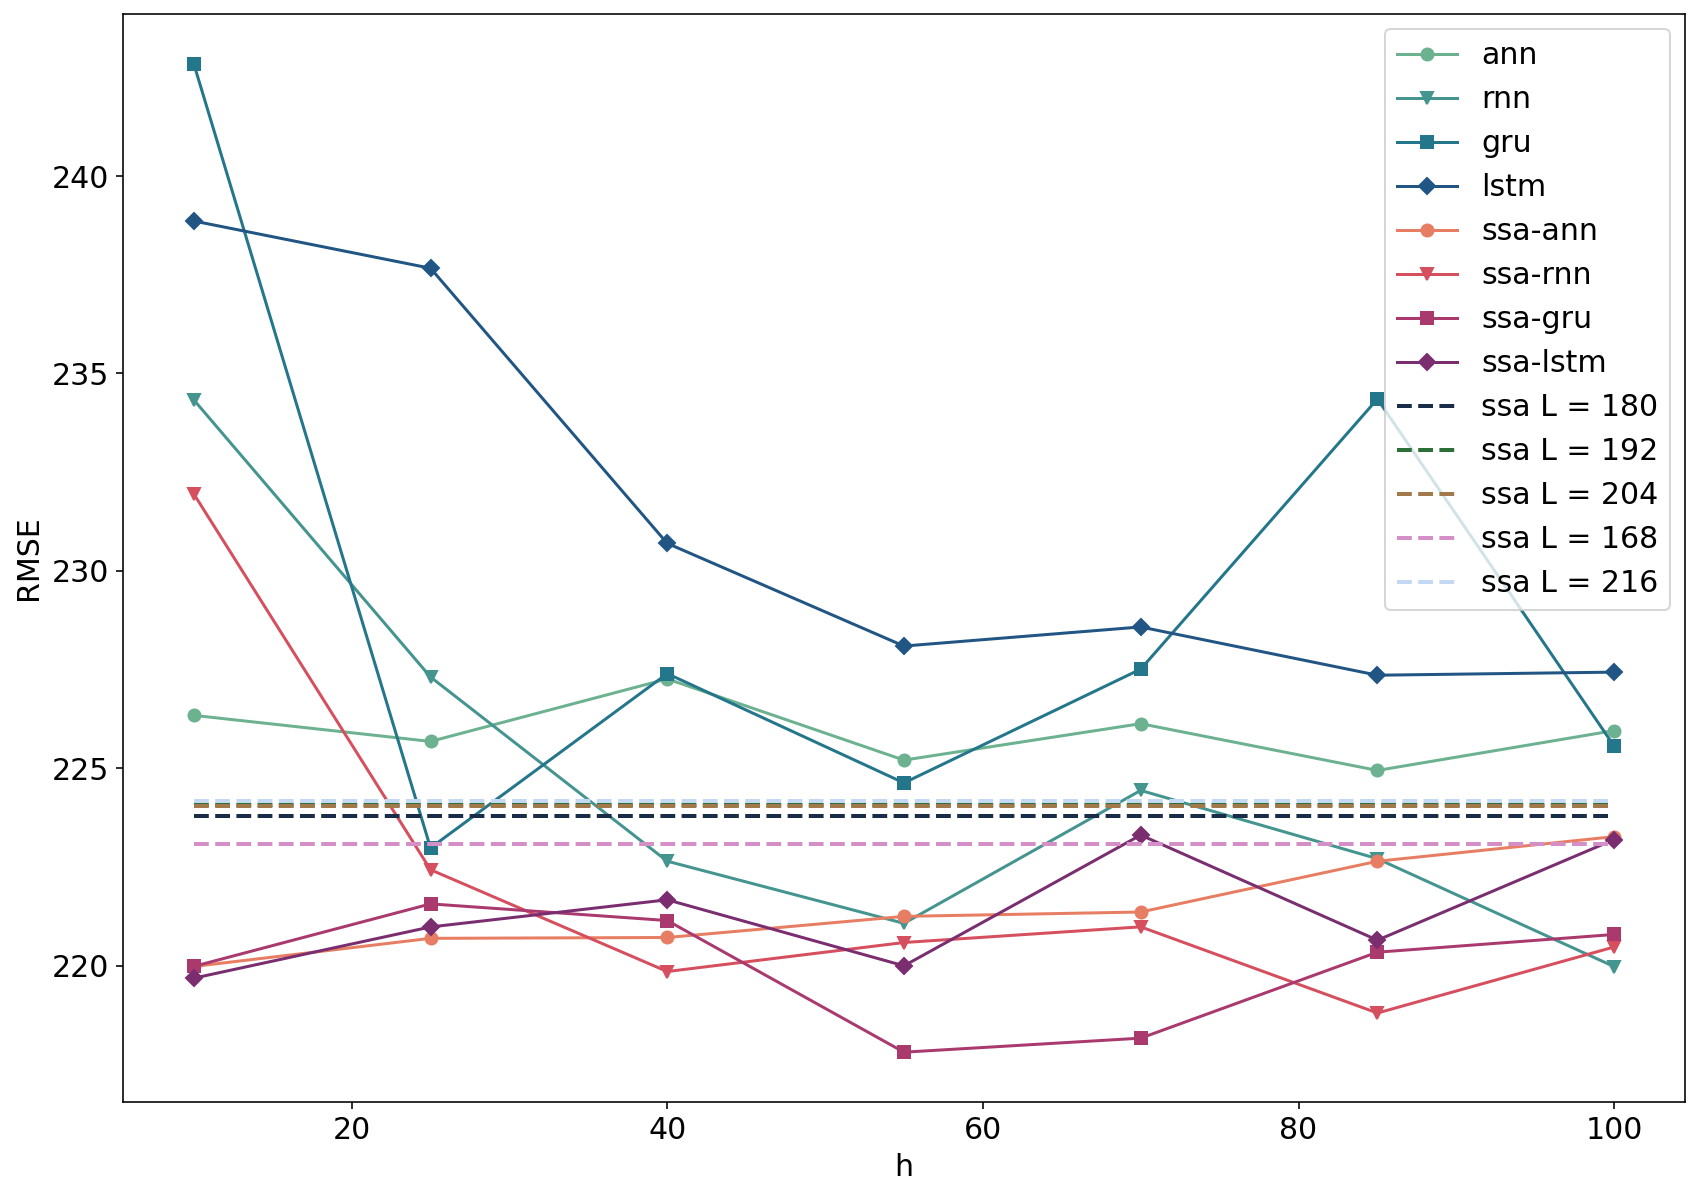 240
235
230
225
220
RMSE
20
40
60
80
100
h
ann
rnn
gru
lstm
ssa-ann
ssa-rnn
ssa-gru
ssa-lstm
ssa L = 180
ssa L = 192
ssa L = 204
ssa L = 168
ssa L = 216